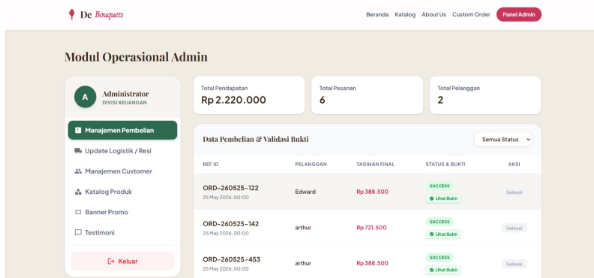 De Bouquets
Beranda Katalog About Us Custom Order Panel Admin
Modul Operasional Admin
A
Administrator
DIVISI KEUANGAN
Manajemen Pembelian
Update Logistik / Resi
Manajemen Customer
Katalog Produk
Banner Promo
Testimoni
Keluar
Total Pendapatan
Rp 2.220.000
Total Pesanan
6
Total Pelanggan
2
Data Pembelian & Validasi Bukti
Semua Status
REF ID PELANGGAN TAGIHAN FINAL STATUS & BUKTI AKSI
ORD-260525-122
25 May 2026, 00:00
Edward
Rp 388.500
SUCCESS
Lihat Bukti
Selesai
ORD-260525-142
25 May 2026, 00:00
arthur
Rp 721.500
SUCCESS
Lihat Bukti
Selesai
ORD-260525-453
25 May 2026, 00:00
arthur
Rp 388.500
SUCCESS
Lihat Bukti
Selesai